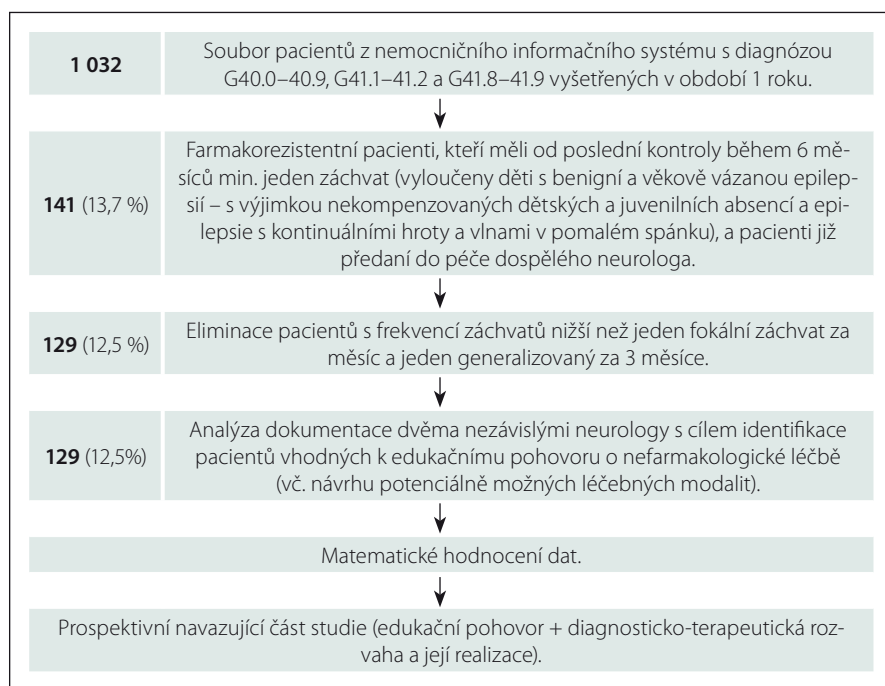 1 032
Soubor pacientů z nemocničního informačního systému s diagnózou
G40.0–40.9, G41.1–41.2 a G41.8–41.9 vyšetřených v období 1 roku.
141 (13,7 %)
Farmakorezistentní pacienti, kteří měli od poslední kontroly během 6 mě-
síců min. jeden záchvat (vyloučeny děti s benigní a věkově vázanou epilep-
sií – s výjimkou nekompenzovaných dětských a juvenilních absencí a epi-
lepsie s kontinuálními hroty a vlnami v pomalém spánku), a pacienti již
předaní do péče dospělého neurologa.
129 (12,5 %)
Eliminace pacientů s frekvencí záchvatů nižší než jeden fokální záchvat za
měsíc a jeden generalizovaný za 3 měsíce.
129 (12,5%)
Analýza dokumentace dvěma nezávislými neurology s cílem identifikace
pacientů vhodných k edukačnímu pohovoru o nefarmakologické léčbě
(vč. návrhu potenciálně možných léčebných modalit).
Matematické hodnocení dat.
Prospektivní navazující část studie (edukační pohovor + diagnosticko-terapeutická roz-
vaha a její realizace).